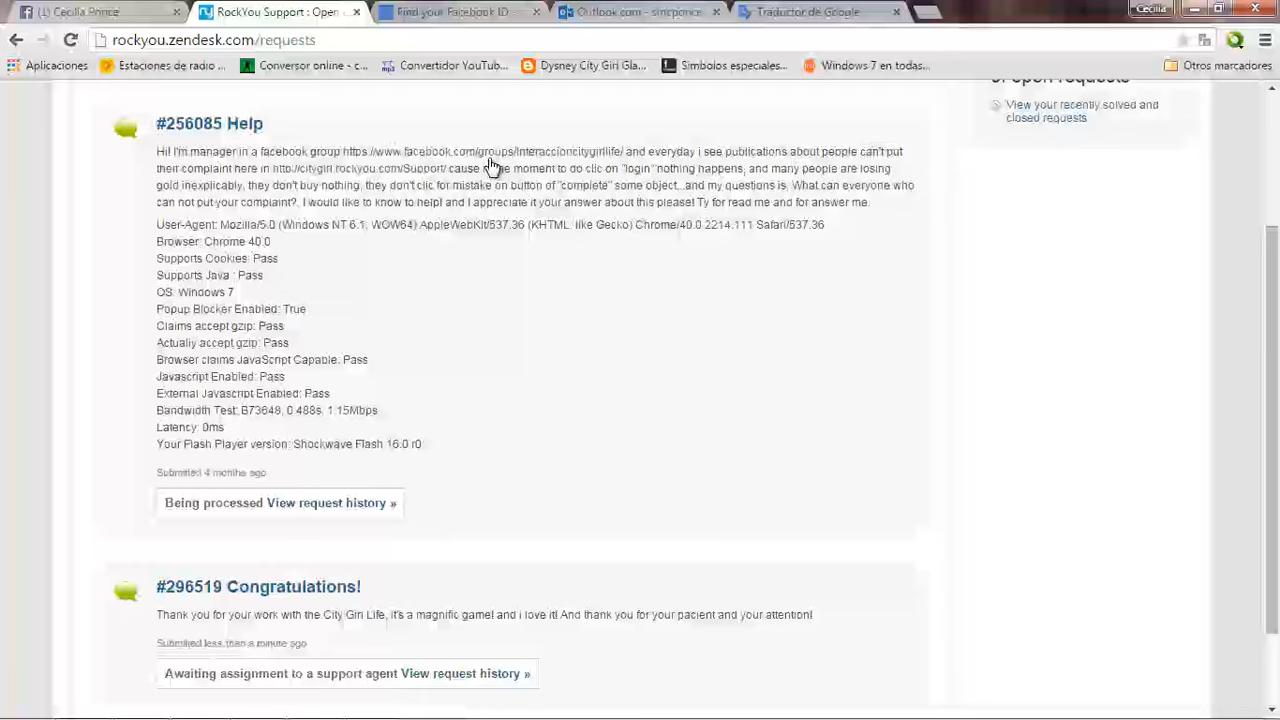 Cecilia Prince
RockYou Support : Open
Find your Facebook ID
Outlook.com -
Traductor de Google
Cecilia
rockyou.zendesk.com/requests
Aplicaciones
Estaciones de radio ...
Conversor online - c...
Convertidor YouTub...
Dysney City Girl Gla...
Simbolos especiales...
Windows 7 en todas...
Otros marcadores
open requests
View your recently solved and
closed requests
#256085 Help
Hi! I'm manager in a facebook group https://www.facebook.com/groups/interaccioncitygirllife/ and everyday i see publications about people can't put
their complaint here in http://citygirl.rockyou.com/Support/ cause moment to do clic on "login" nothing happens, and many people are losing
gold inexplicably, they don't buy nothing, they don't clic for mistake on button of "complete" some object...and my questions is, What can everyone who
can not put your complaint?, I would like to know to help! and I appreciate it your answer about this please! Ty for read me and for answer me.
User-Agent: Mozilla/5.0 (Windows NT 6.1; WOW64) AppleWebKit/537.36 (KHTML, like Gecko) Chrome/40.0.2214.111 Safari/537.36
Browser: Chrome 40.0
Supports Cookies: Pass
Supports Java : Pass
OS: Windows 7
Popup Blocker Enabled: True
Claims accept gzip: Pass
Actually accept gzip: Pass
Browser claims JavaScript Capable: Pass
Javascript Enabled: Pass
External Javascript Enabled: Pass
Bandwidth Test: B73648, 0.488s, 1.15Mbps
Latency: 0ms
Your Flash Player version: Shockwave Flash 16.0 r0
Submitted 4 months ago
Being processed View request history »
#296519 Congratulations!
Thank you for your work with the City Girl Life, it's a magnific game! and i love it! And thank you for your pacient and your attention!
Submitted less than a minute ago
Awaiting assignment to a support agent View request history »